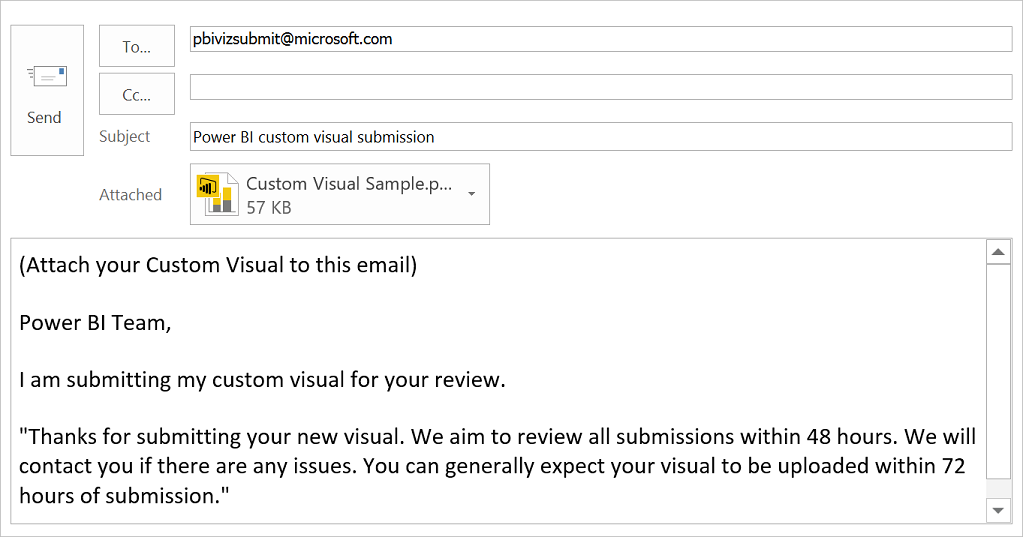 To...
pbivizsubmit@microsoft.com
Cc...
Send
Subject
Power BI custom visual submission
Attached
Custom Visual Sample.p...
57 KB
(Attach your Custom Visual to this email)
Power BI Team,
I am submitting my custom visual for your review.
"Thanks for submitting your new visual. We aim to review all submissions within 48 hours. We will
contact you if there are any issues. You can generally expect your visual to be uploaded within 72
hours of submission."